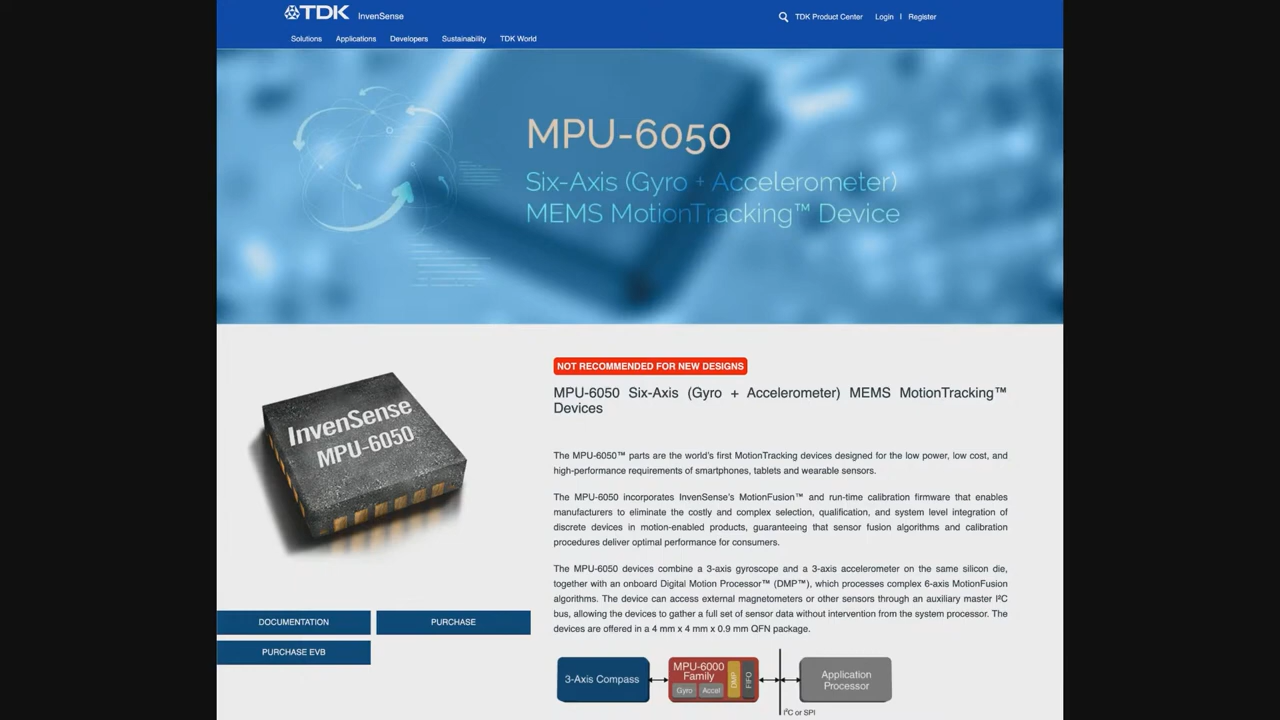 TDK InvenSense
TDK Product Center Login | Register
Solutions Applications Developers Sustainability TDK World
MPU-6050
Six-Axis (Gyro + Accelerometer)
MEMS MotionTracking™ Device
InvenSense
MPU-6050
DOCUMENTATION
PURCHASE
PURCHASE EVB
NOT RECOMMENDED FOR NEW DESIGNS
MPU-6050 Six-Axis (Gyro + Accelerometer) MEMS MotionTracking™
Devices
The MPU-6050™ parts are the world's first MotionTracking devices designed for the low power, low cost, and
high-performance requirements of smartphones, tablets and wearable sensors.
The MPU-6050 incorporates InvenSense's MotionFusion™ and run-time calibration firmware that enables
manufacturers to eliminate the costly and complex selection, qualification, and system level integration of
discrete devices in motion-enabled products, guaranteeing that sensor fusion algorithms and calibration
procedures deliver optimal performance for consumers.
The MPU-6050 devices combine a 3-axis gyroscope and a 3-axis accelerometer on the same silicon die,
together with an onboard Digital Motion Processor™ (DMP™), which processes complex 6-axis MotionFusion
algorithms. The device can access external magnetometers or other sensors through an auxiliary master I²C
bus, allowing the devices to gather a full set of sensor data without intervention from the system processor. The
devices are offered in a 4 mm x 4 mm x 0.9 mm QFN package.
3-Axis Compass
MPU-6000
Family
Gyro
Accel
DMP
FIFO
Application
Processor
I²C or SPI